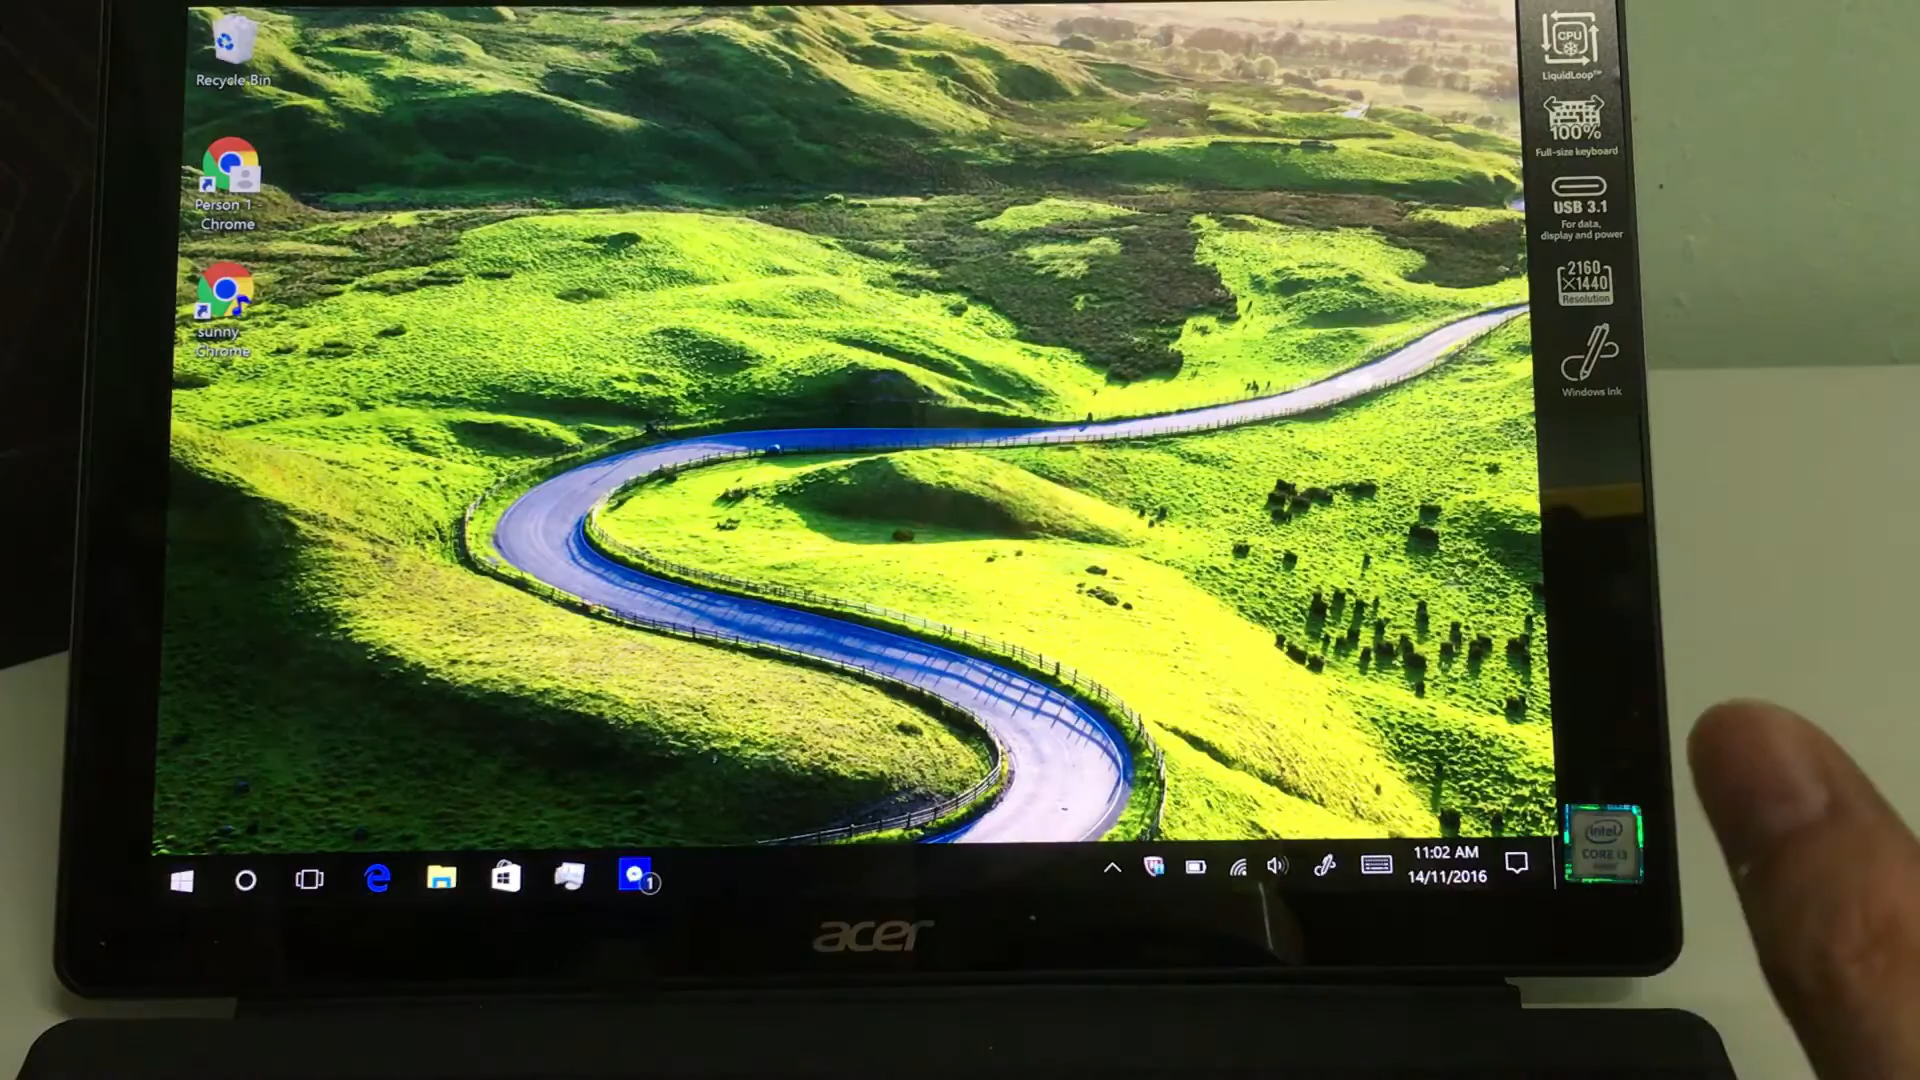 Recycle Bin
Person 1 -
Chrome
sunny
Chrome
CPU
LiquidLoop™
100%
Full-size keyboard
USB 3.1
For data,
display and power
2160
×1440
Resolution
Windows Ink
intel
CORE i3
1
11:02 AM
14/11/2016
acer